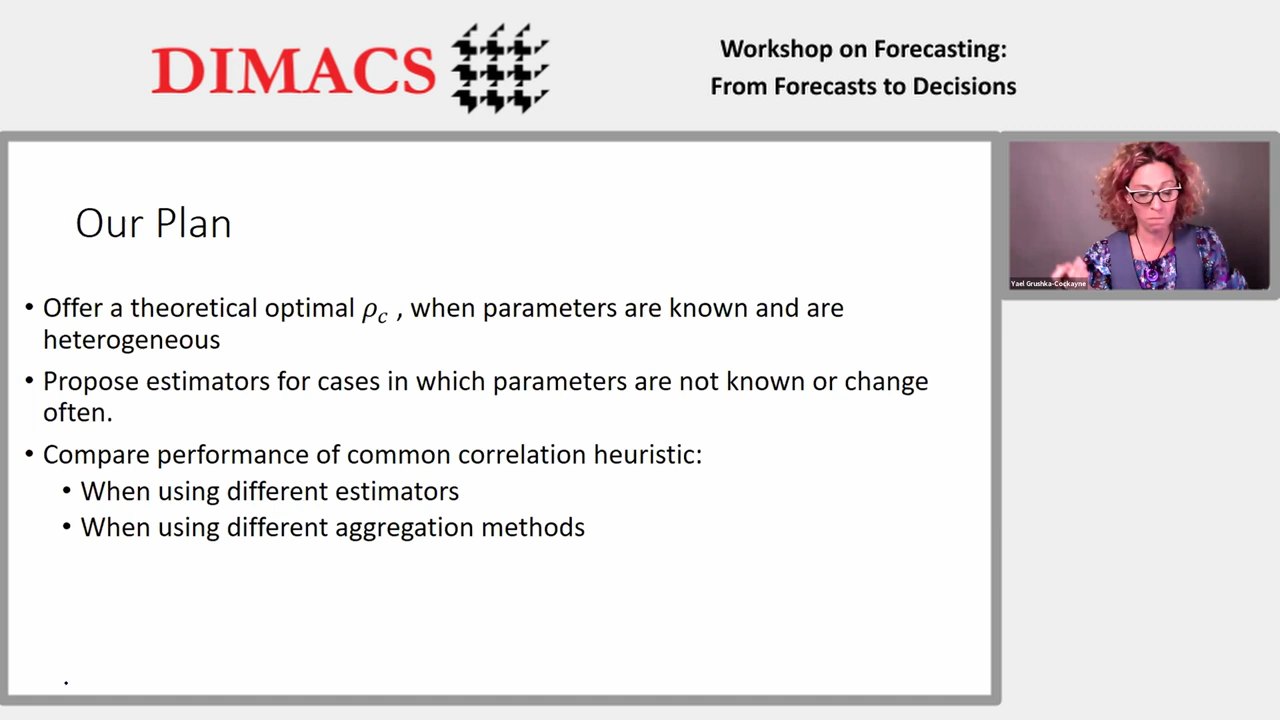 DIMACS
Workshop on Forecasting:
From Forecasts to Decisions
Our Plan
• Offer a theoretical optimal ρc , when parameters are known and are
heterogeneous
• Propose estimators for cases in which parameters are not known or change
often.
• Compare performance of common correlation heuristic:
• When using different estimators
• When using different aggregation methods
.
Yael Grushka-Cockayne